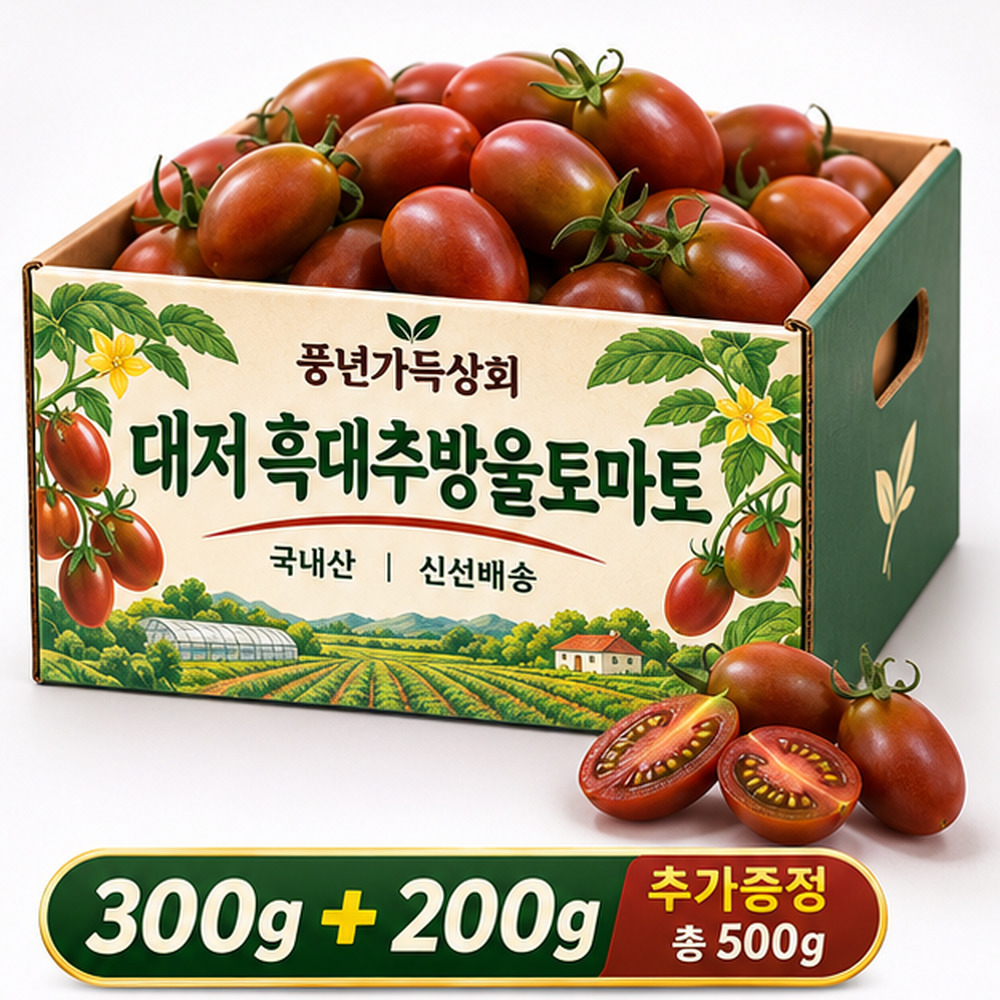 풍년가득상회
대저 흑대추방울토마토
국내산 | 신선배송
300g + 200g
추가증정
총 500g